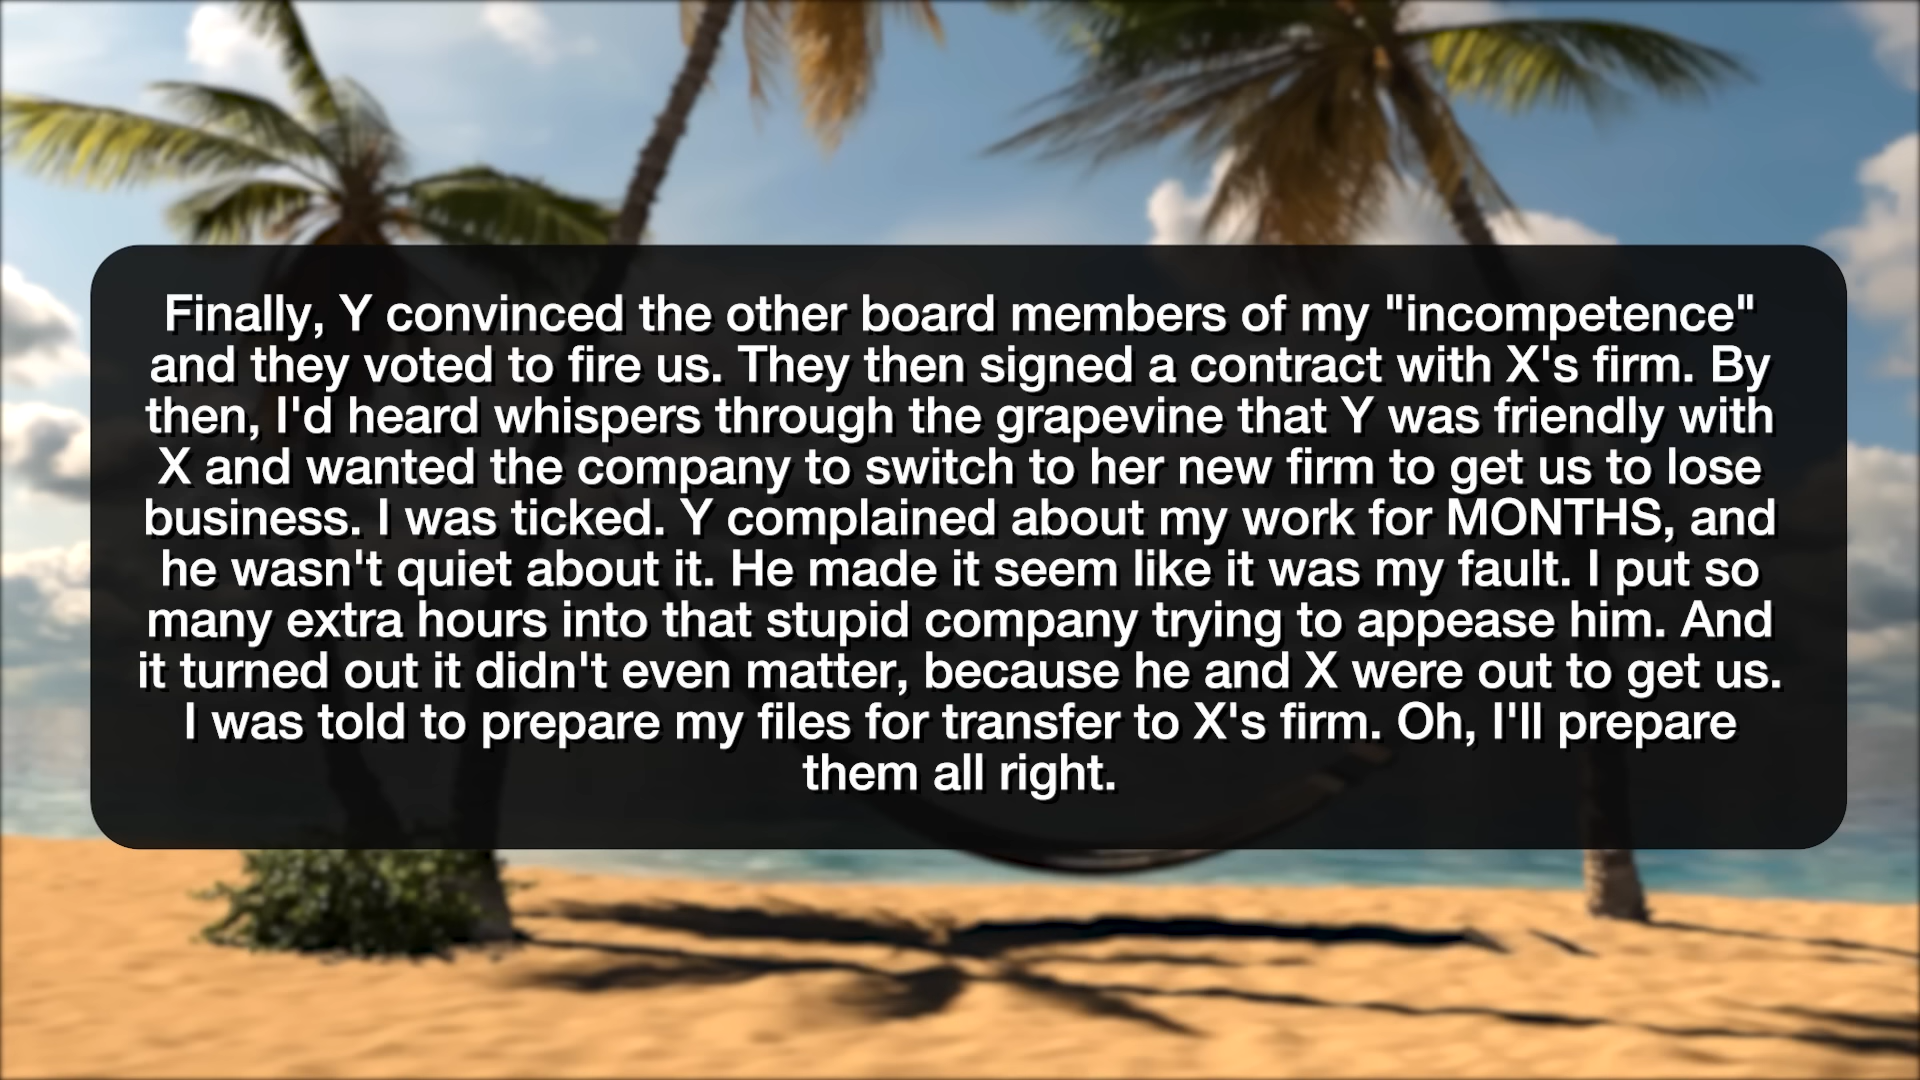 Finally, Y convinced the other board members of my "incompetence"
and they voted to fire us. They then signed a contract with X's firm. By
then, I'd heard whispers through the grapevine that Y was friendly with
X and wanted the company to switch to her new firm to get us to lose
business. I was ticked. Y complained about my work for MONTHS, and
he wasn't quiet about it. He made it seem like it was my fault. I put so
many extra hours into that stupid company trying to appease him. And
it turned out it didn't even matter, because he and X were out to get us.
I was told to prepare my files for transfer to X's firm. Oh, I'll prepare
them all right.